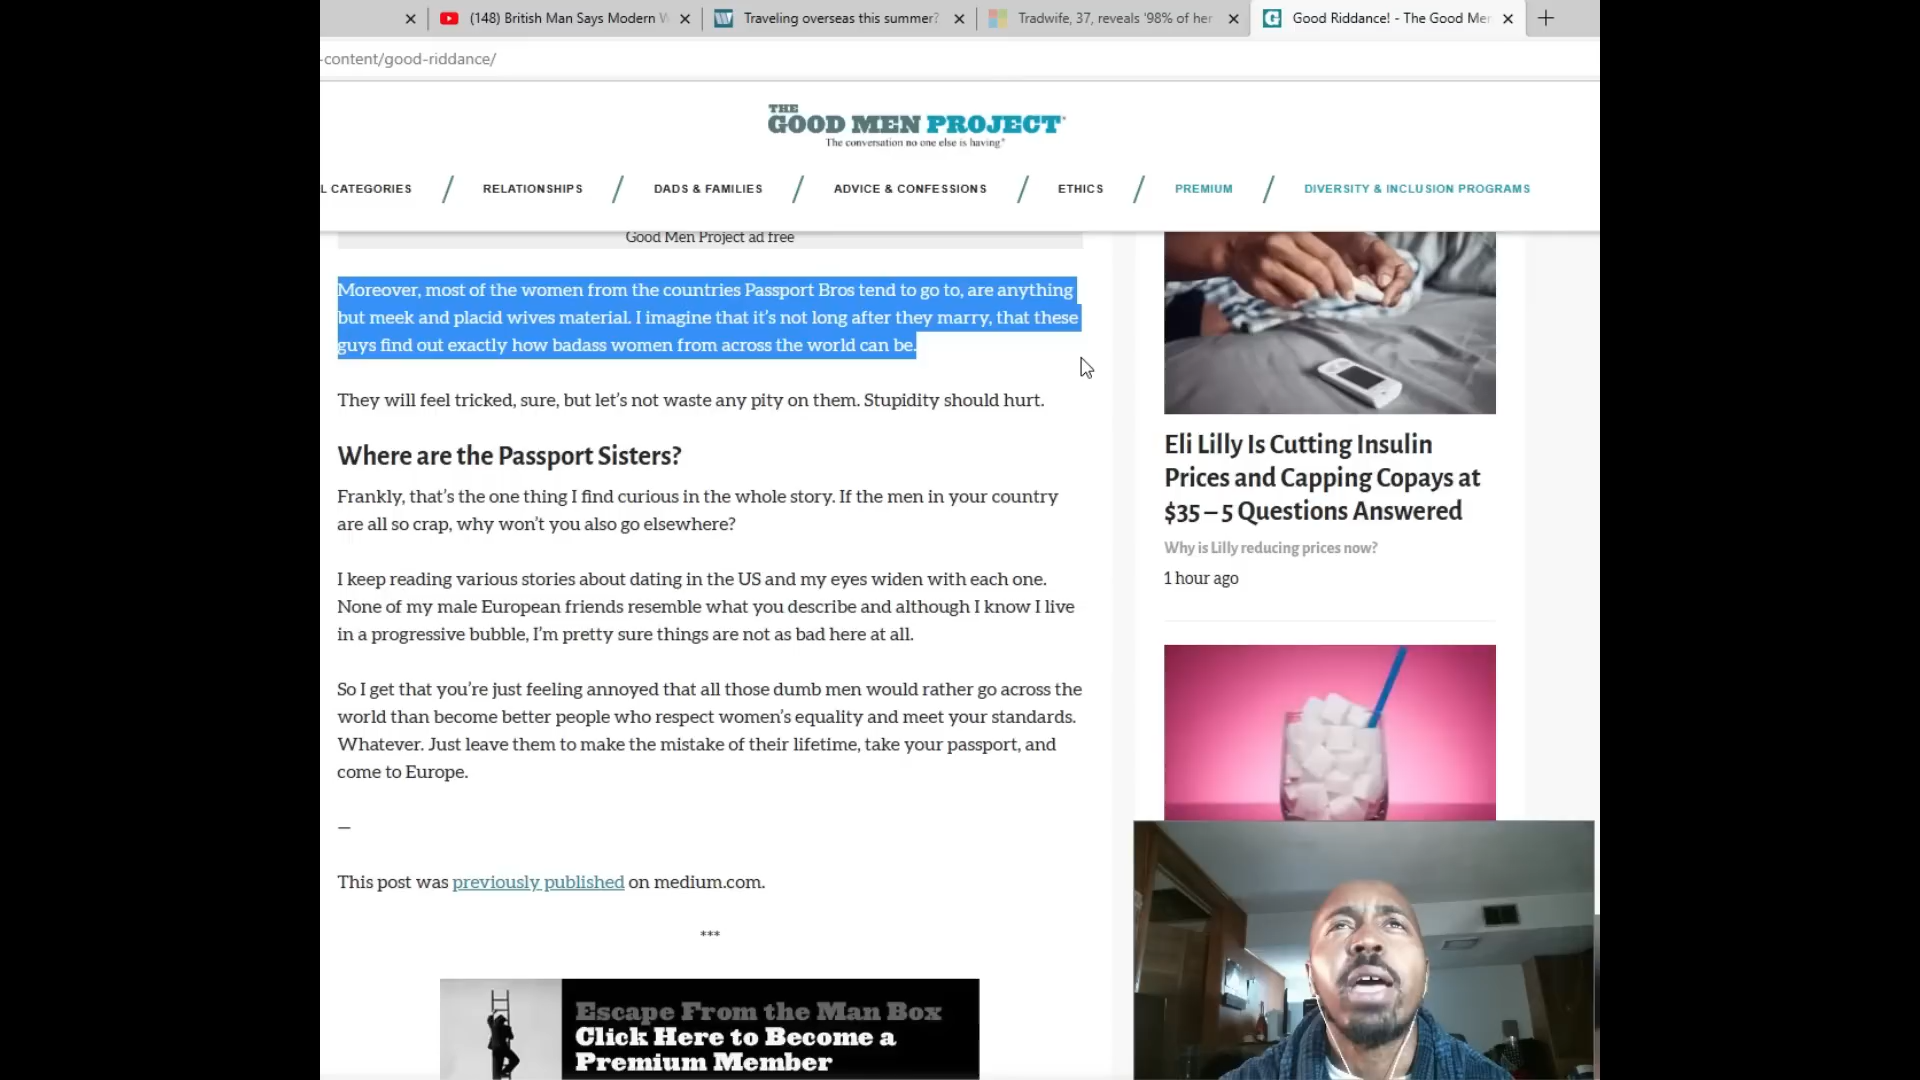 (148) British Man Says Modern W
Traveling overseas this summer?
Tradwife, 37, reveals '98% of her
Good Riddance! - The Good Mer
-content/good-riddance/
THE
GOOD MEN PROJECT
"The conversation no one else is having"
L CATEGORIES / RELATIONSHIPS / DADS & FAMILIES / ADVICE & CONFESSIONS / ETHICS / PREMIUM / DIVERSITY & INCLUSION PROGRAMS
Good Men Project ad free
Moreover, most of the women from the countries Passport Bros tend to go to, are anything
but meek and placid wives material. I imagine that it's not long after they marry, that these
guys find out exactly how badass women from across the world can be.
They will feel tricked, sure, but let's not waste any pity on them. Stupidity should hurt.
Where are the Passport Sisters?
Frankly, that's the one thing I find curious in the whole story. If the men in your country
are all so crap, why won't you also go elsewhere?
I keep reading various stories about dating in the US and my eyes widen with each one.
None of my male European friends resemble what you describe and although I know I live
in a progressive bubble, I'm pretty sure things are not as bad here at all.
So I get that you're just feeling annoyed that all those dumb men would rather go across the
world than become better people who respect women's equality and meet your standards.
Whatever. Just leave them to make the mistake of their lifetime, take your passport, and
come to Europe.
—
This post was previously published on medium.com.
***
Escape From the Man Box
Click Here to Become a
Premium Member
Eli Lilly Is Cutting Insulin
Prices and Capping Copays at
$35 – 5 Questions Answered
Why is Lilly reducing prices now?
1 hour ago